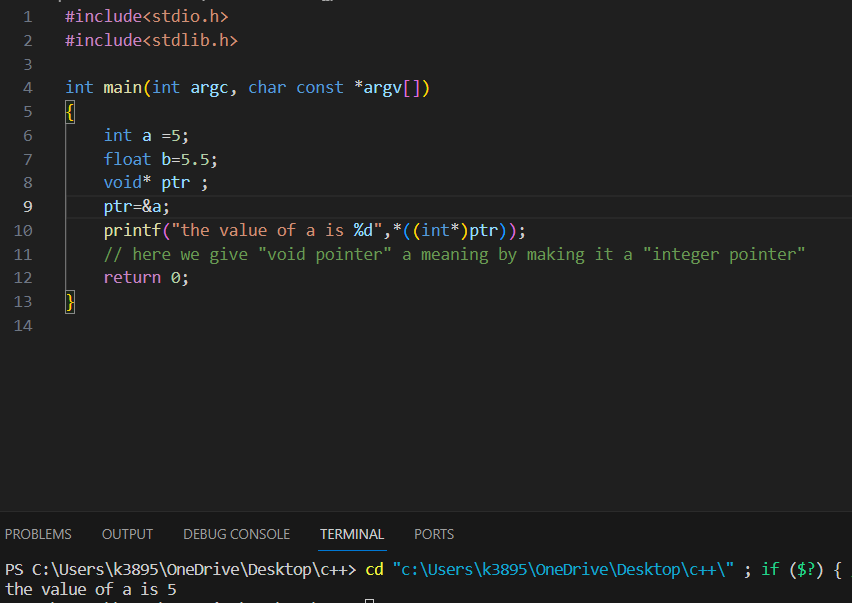 1 #include<stdio.h>
2 #include<stdlib.h>
3
4 int main(int argc, char const *argv[])
5 {
6 int a =5;
7 float b=5.5;
8 void* ptr ;
9 ptr=&a;
10 printf("the value of a is %d",*((int*)ptr));
11 // here we give "void pointer" a meaning by making it a "integer pointer"
12 return 0;
13 }
14
PROBLEMS OUTPUT DEBUG CONSOLE TERMINAL PORTS
PS C:\Users\k3895\OneDrive\Desktop\c++> cd "c:\Users\k3895\OneDrive\Desktop\c++\" ; if ($?) {
the value of a is 5